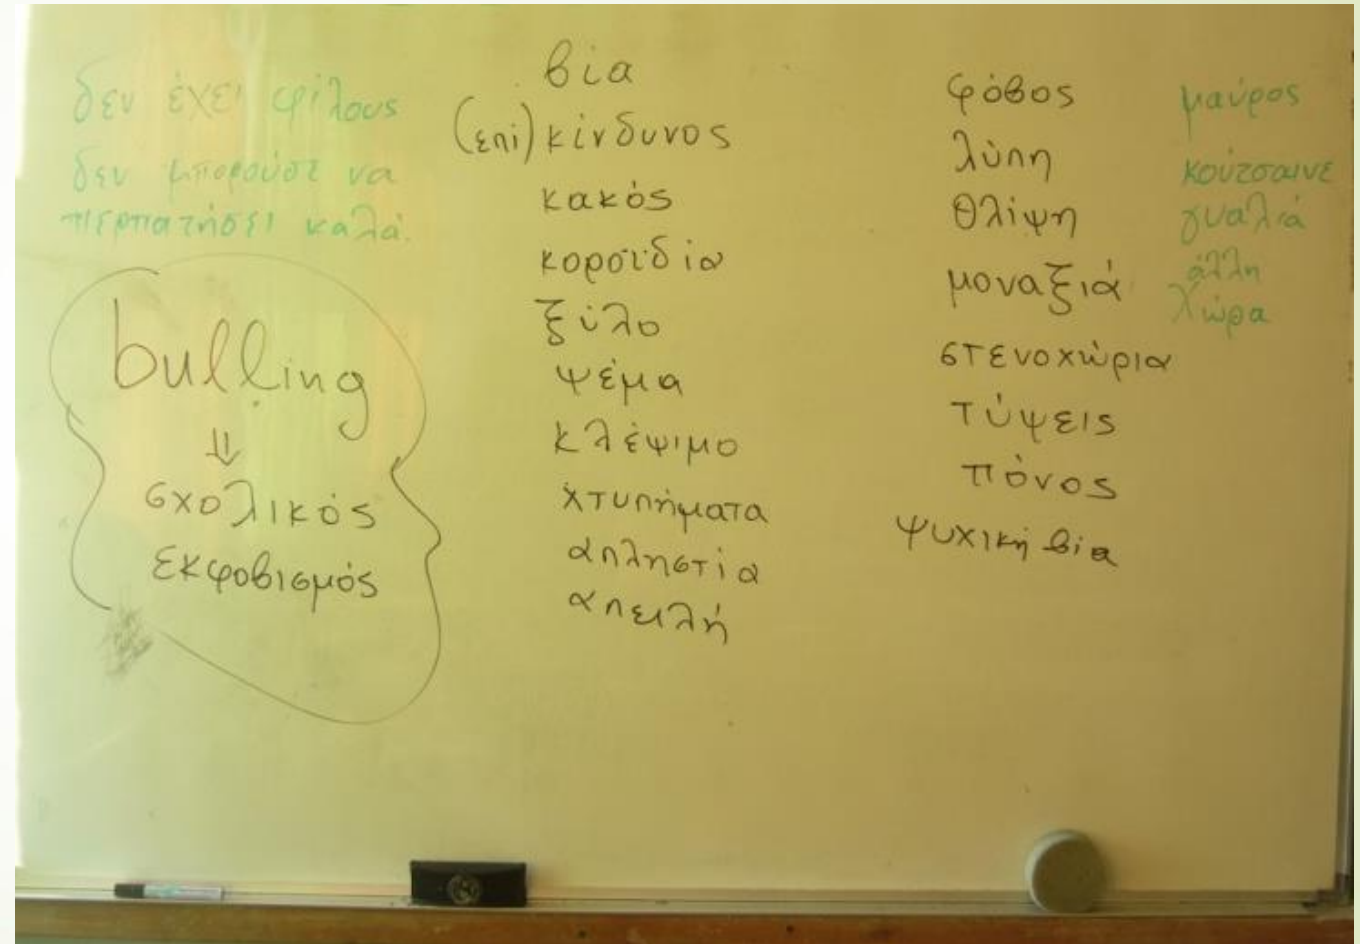 δεν έχει φίλους
δεν μπορούσε να
περπατήσει καλά.
bulling
⇓
σχολικός
εκφοβισμός
βία
(επι) κίνδυνος
κακός
κοροϊδία
ξύλο
ψέμα
κλέψιμο
χτυπήματα
απληστία
απειλή
φόβος
λύπη
θλίψη
μοναξιά
στενοχώρια
τύψεις
πόνος
ψυχική βία
μαύρος
κούτσαινε
γυαλιά
άλλη
χώρα